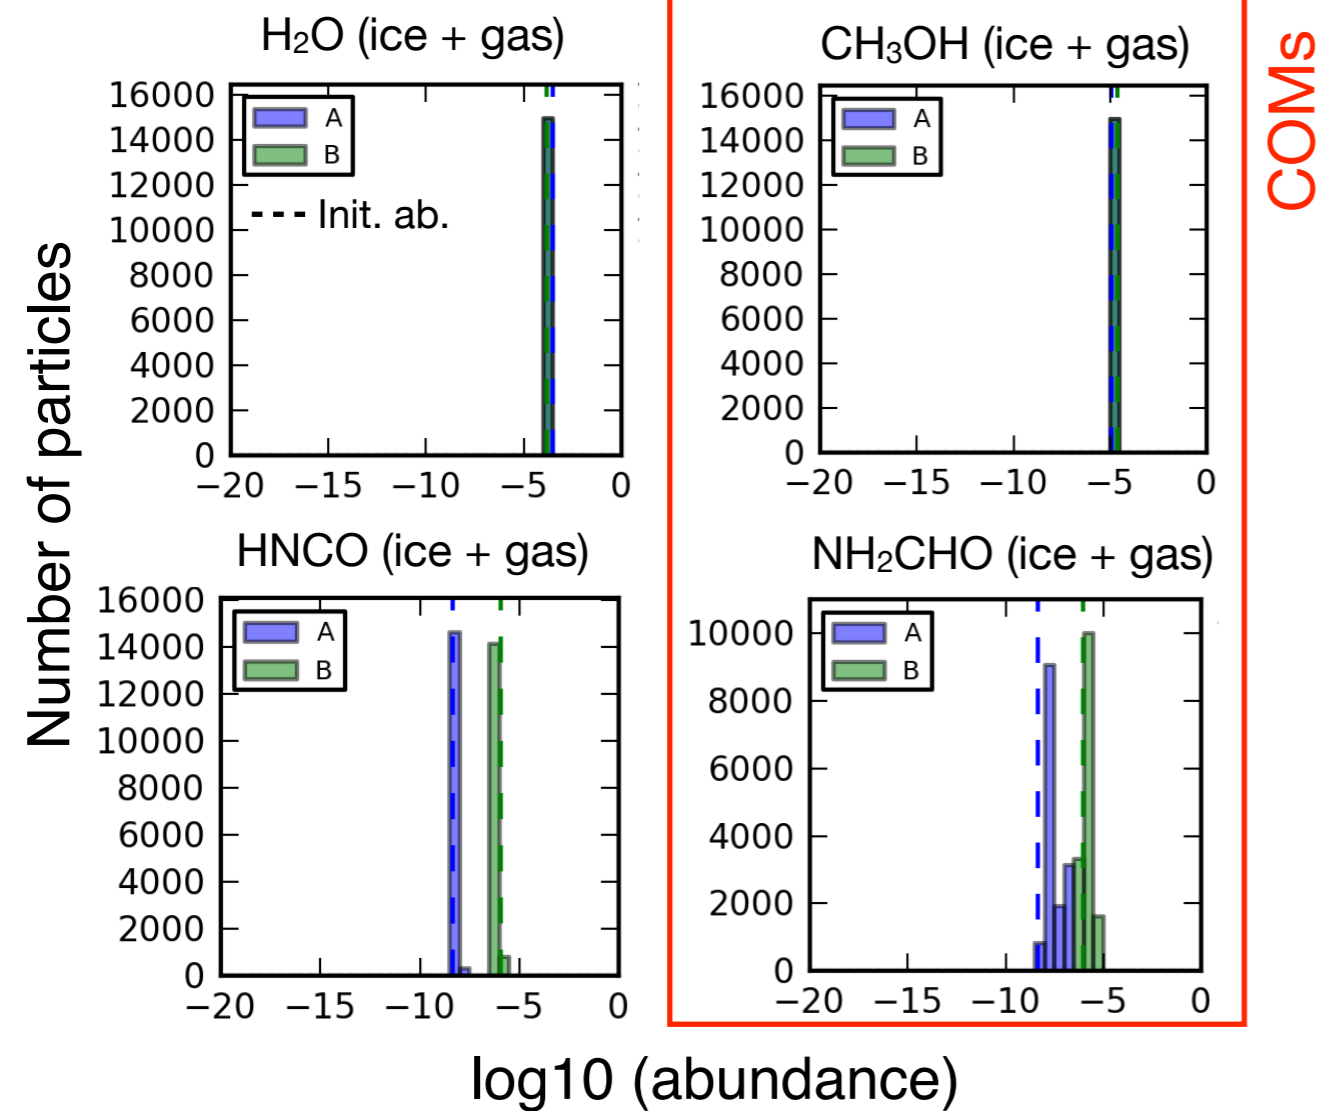 H₂O (ice + gas)
16000
14000
12000
10000
8000
6000
4000
2000
0
−20 −15 −10 −5 0
A
B
Init. ab.
CH₃OH (ice + gas)
16000
14000
12000
10000
8000
6000
4000
2000
0
−20 −15 −10 −5 0
A
B
COMs
Number of particles
HNCO (ice + gas)
16000
14000
12000
10000
8000
6000
4000
2000
0
−20 −15 −10 −5 0
A
B
NH₂CHO (ice + gas)
10000
8000
6000
4000
2000
0
−20 −15 −10 −5 0
A
B
log10 (abundance)